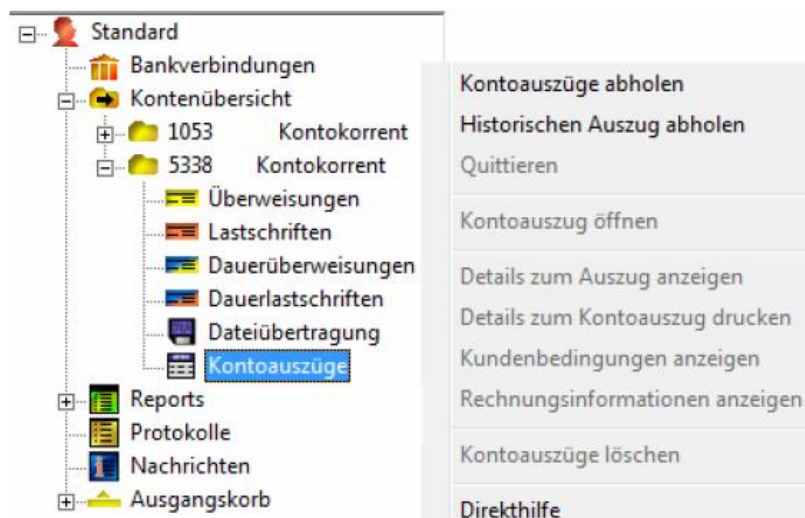 Standard
Bankverbindungen
Kontenübersicht
1053 Kontokorrent
5338 Kontokorrent
Überweisungen
Lastschriften
Dauerüberweisungen
Dauerlastschriften
Dateiübertragung
Kontoauszüge
Reports
Protokolle
Nachrichten
Ausgangskorb
Kontoauszüge abholen
Historischen Auszug abholen
Quittieren
Kontoauszug öffnen
Details zum Auszug anzeigen
Details zum Kontoauszug drucken
Kundenbedingungen anzeigen
Rechnungsinformationen anzeigen
Kontoauszüge löschen
Direkthilfe